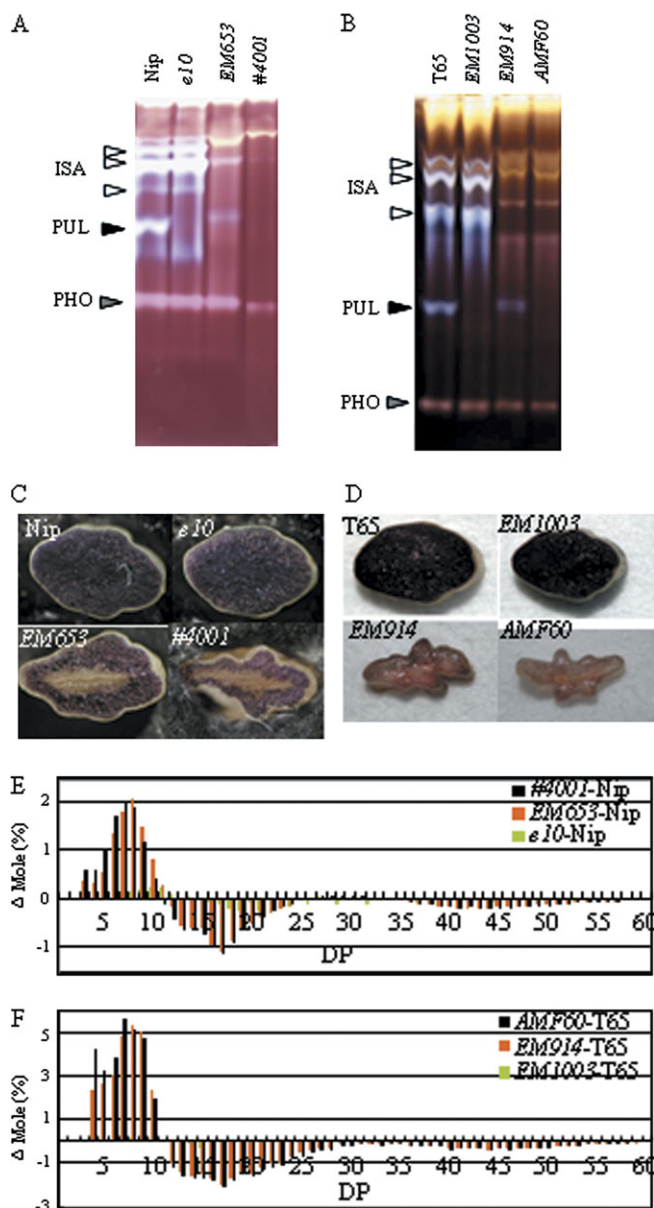 A
Nip
e10
EM653
#4001
ISA
PUL
PHO
B
T65
EM1003
EM914
AMF60
ISA
PUL
PHO
C
Nip
e10
EM653
#4001
D
T65
EM1003
EM914
AMF60
E
Δ Mole (%)
2
1
0
-1
5 10 15 20 25 30 35 40 45 50 55 60
DP
#4001-Nip
EM653-Nip
e10-Nip
F
Δ Mole (%)
5
3
1
-1
-3
5 10 15 20 25 30 35 40 45 50 55 60
DP
AMF60-T65
EM914-T65
EM1003-T65